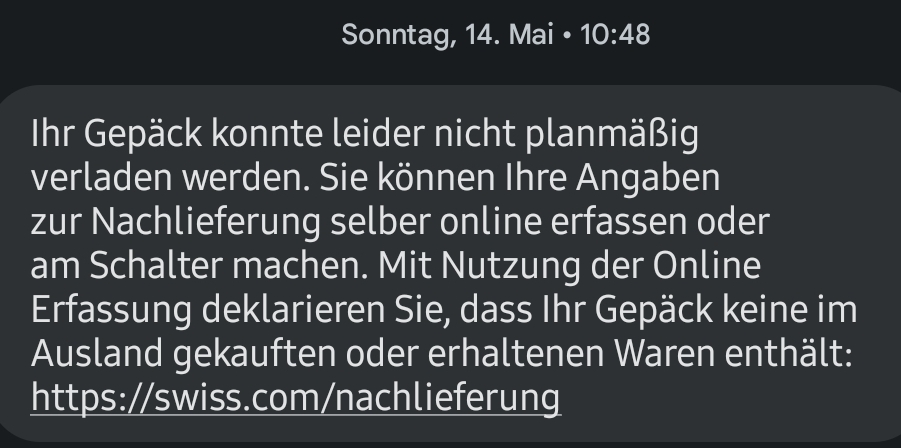 Sonntag, 14. Mai • 10:48
Ihr Gepäck konnte leider nicht planmäßig
verladen werden. Sie können Ihre Angaben
zur Nachlieferung selber online erfassen oder
am Schalter machen. Mit Nutzung der Online
Erfassung deklarieren Sie, dass Ihr Gepäck keine im
Ausland gekauften oder erhaltenen Waren enthält:
https://swiss.com/nachlieferung